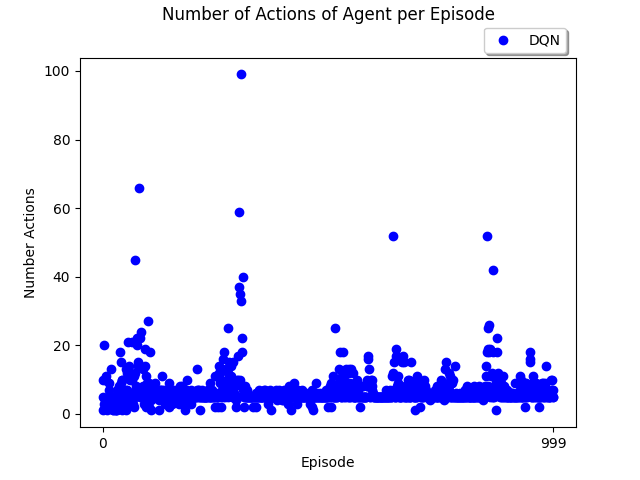 Number of Actions of Agent per Episode
DQN
100
80
60
40
20
0
Number Actions
0
999
Episode